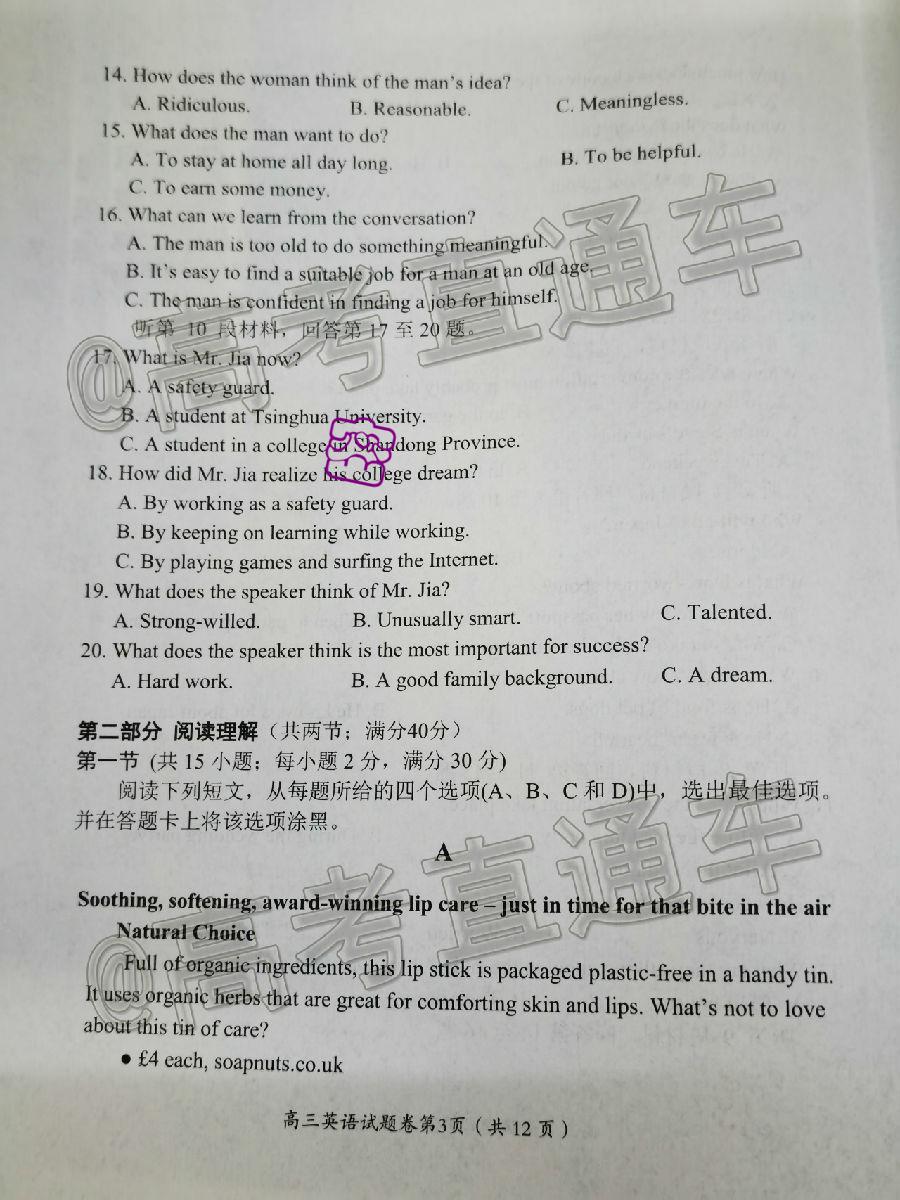 14. How does the woman think of the man's idea?
A. Ridiculous. B. Reasonable. C. Meaningless.
15. What does the man want to do?
A. To stay at home all day long. B. To be helpful.
C. To earn some money.
16. What can we learn from the conversation?
A. The man is too old to do something meaningful.
B. It's easy to find a suitable job for a man at an old age.
C. The man is confident in finding a job for himself.
听第 10 段材料，回答第 17 至 20 题。
17. What is Mr. Jia now?
A. A safety guard.
B. A student at Tsinghua University.
C. A student in a college in Shandong Province.
18. How did Mr. Jia realize his college dream?
A. By working as a safety guard.
B. By keeping on learning while working.
C. By playing games and surfing the Internet.
19. What does the speaker think of Mr. Jia?
A. Strong-willed. B. Unusually smart. C. Talented.
20. What does the speaker think is the most important for success?
A. Hard work. B. A good family background. C. A dream.
第二部分 阅读理解（共两节；满分40分）
第一节 (共 15 小题；每小题 2 分，满分 30 分)
阅读下列短文，从每题所给的四个选项(A、B、C 和 D)中，选出最佳选项。
并在答题卡上将该选项涂黑。
A
Soothing, softening, award-winning lip care – just in time for that bite in the air
Natural Choice
Full of organic ingredients, this lip stick is packaged plastic-free in a handy tin.
It uses organic herbs that are great for comforting skin and lips. What's not to love
about this tin of care?
● £4 each, soapnuts.co.uk
高三英语试题卷第3页（共 12 页）
@高考直通车
@高考直通车